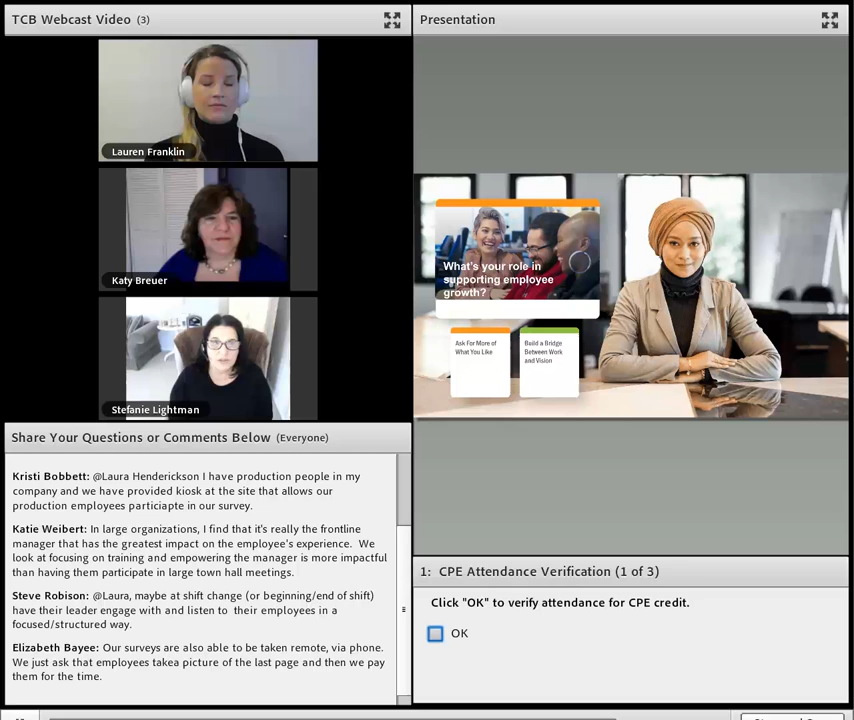 TCB Webcast Video (3)
Lauren Franklin
Katy Breuer
Stefanie Lightman
Share Your Questions or Comments Below (Everyone)
Kristi Bobbett: @Laura Henderickson I have production people in my
company and we have provided kiosk at the site that allows our
production employees particiapte in our survey.
Katie Weibert: In large organizations, I find that it's really the frontline
manager that has the greatest impact on the employee's experience. We
look at focusing on training and empowering the manager is more impactful
than having them participate in large town hall meetings.
Steve Robison: @Laura, maybe at shift change (or beginning/end of shift)
have their leader engage with and listen to their employees in a
focused/structured way.
Elizabeth Bayee: Our surveys are also able to be taken remote, via phone.
We just ask that employees takea picture of the last page and then we pay
them for the time.
Presentation
What's your role in
supporting employee
growth?
Ask For More of
What You Like
Build a Bridge
Between Work
and Vision
1: CPE Attendance Verification (1 of 3)
Click "OK" to verify attendance for CPE credit.
OK